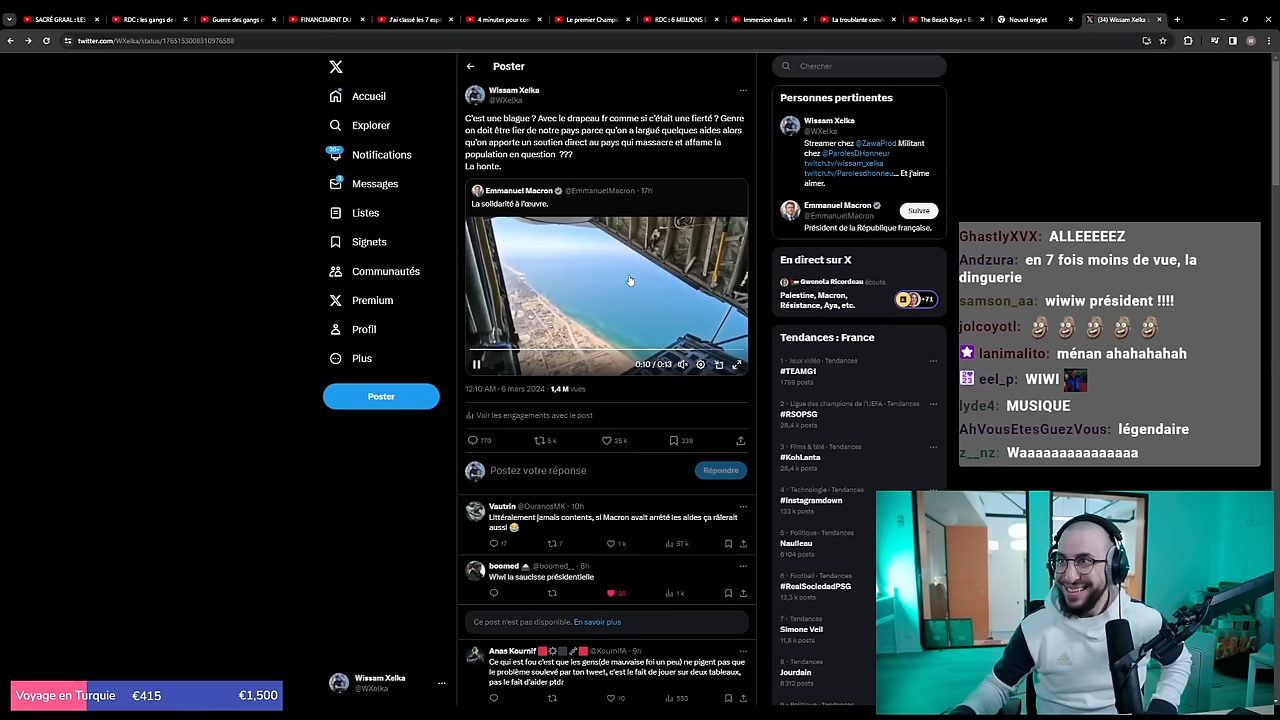 SACRÉ GRAAL : LES
RDC : les gangs de
Guerre des gangs e
FINANCEMENT DU
J'ai classé les 7 esp
4 minutes pour com
Le premier Champi
RDC : 6 MILLIONS D
Immersion dans la
La troublante convi
The Beach Boys - B
Nouvel onglet
(34) Wissam Xelka s
twitter.com/WXelka/status/1765153008310976588
Accueil
Explorer
20+
Notifications
3
Messages
Listes
Signets
Communautés
Premium
Profil
Plus
Poster
Wissam Xelka
@WXelka
Poster
Wissam Xelka
@WXelka
C'est une blague ? Avec le drapeau fr comme si c'était une fierté ? Genre
on doit être fier de notre pays parce qu'on a largué quelques aides alors
qu'on apporte un soutien direct au pays qui massacre et affame la
population en question ???
La honte.
Emmanuel Macron @EmmanuelMacron · 17h
La solidarité à l'œuvre.
0:10 / 0:13
12:10 AM · 6 mars 2024 · 1,4 M vues
Voir les engagements avec le post
770
5 k
25 k
338
Postez votre réponse
Répondre
Vautrin @OuranosMK · 10h
Littéralement jamais contents, si Macron avait arrêté les aides ça râlerait
aussi 😂
17
7
1 k
57 k
boomed @boomed__ · 8h
Wiwi la saucisse présidentielle
26
1 k
Ce post n'est pas disponible. En savoir plus
Anas Kournif @KournifA · 9h
Ce qui est fou c'est que les gens(de mauvaise foi un peu) ne pigent pas que
le problème soulevé par ton tweet, c'est le fait de jouer sur deux tableaux,
pas le fait d'aider ptdr
10
553
Chercher
Personnes pertinentes
Wissam Xelka
@WXelka
Streamer chez @ZawaProd Militant
chez @ParolesDHonneur
twitch.tv/wissam_xelka
twitch.tv/Parolesdhonneu... Et j'aime
aimer.
Emmanuel Macron
@EmmanuelMacron
Suivre
Président de la République française.
En direct sur X
Gwenola Ricordeau écoute.
Palestine, Macron,
Résistance, Aya, etc.
+71
Tendances : France
1 · Jeux vidéo · Tendances
#TEAMG1
1 799 posts
2 · Ligue des champions de l'UEFA · Tendances
#RSOPSG
28,4 k posts
3 · Films & télé · Tendances
#KohLanta
28,4 k posts
4 · Technologie · Tendances
#instagramdown
133 k posts
5 · Politique · Tendances
Naulleau
6 104 posts
6 · Football · Tendances
#RealSociedadPSG
13,3 k posts
7 · Tendances
Simone Veil
11,8 k posts
8 · Tendances
Jourdain
8 312 posts
GhastlyXVX: ALLEEEEEZ
Andzura: en 7 fois moins de vue, la
dinguerie
samson_aa: wiwiw président !!!!
jolcoyotl:
lanimalito: ménan ahahahahah
eel_p: WIWI
lyde4: MUSIQUE
AhVousEtesGuezVous: légendaire
z__nz: Waaaaaaaaaaaaaa
Voyage en Turquie €415 €1,500